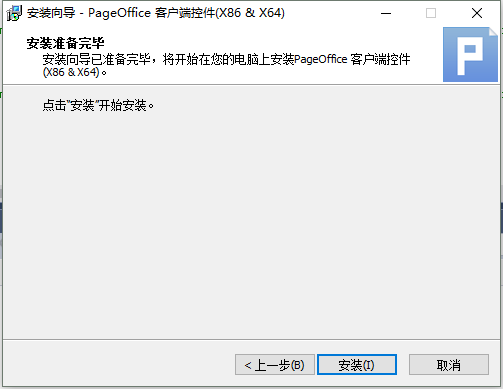 安装向导 - PageOffice 客户端控件(X86 & X64)
安装准备完毕
安装向导已准备完毕，将开始在您的电脑上安装PageOffice 客户端控件
(X86 & X64)。
P
点击“安装”开始安装。
< 上一步(B)
安装(I)
取消